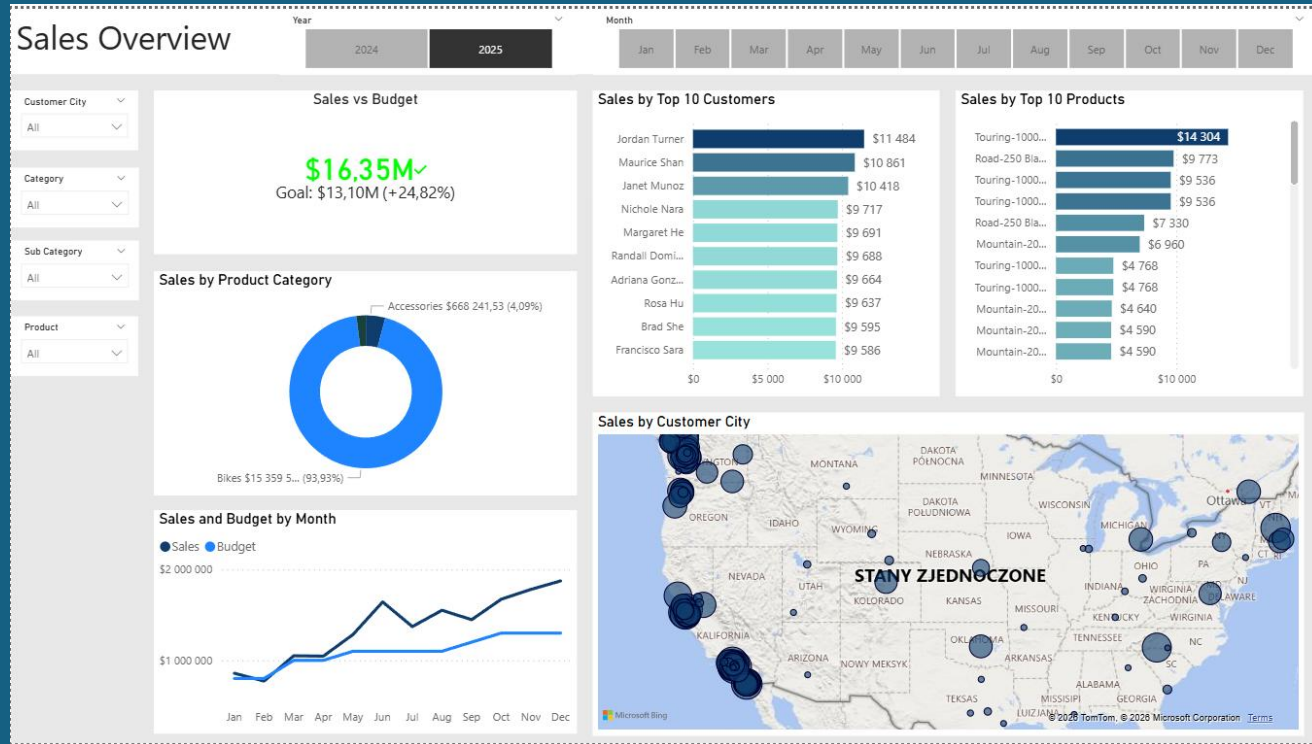 Sales Overview
Year
2024
2025
Month
Jan
Feb
Mar
Apr
May
Jun
Jul
Aug
Sep
Oct
Nov
Dec
Customer City
All
Category
All
Sub Category
All
Product
All
Sales vs Budget
$16,35M
Goal: $13,10M (+24,82%)
Sales by Product Category
Accessories $668 241,53 (4,09%)
Bikes $15 359 5... (93,93%)
Sales and Budget by Month
Sales Budget
$2 000 000
$1 000 000
Jan Feb Mar Apr May Jun Jul Aug Sep Oct Nov Dec
Sales by Top 10 Customers
Jordan Turner $11 484
Maurice Shan $10 861
Janet Munoz $10 418
Nichole Nara $9 717
Margaret He $9 691
Randall Domi... $9 688
Adriana Gonz... $9 664
Rosa Hu $9 637
Brad She $9 595
Francisco Sara $9 586
$0 $5 000 $10 000
Sales by Top 10 Products
Touring-1000... $14 304
Road-250 Bla... $9 773
Touring-1000... $9 536
Touring-1000... $9 536
Road-250 Bla... $7 330
Mountain-20... $6 960
Touring-1000... $4 768
Touring-1000... $4 768
Mountain-20... $4 640
Mountain-20... $4 590
Mountain-20... $4 590
$0 $10 000
Sales by Customer City
MONTANA
DAKOTA
PÓŁNOCNA
MINNESOTA
DAKOTA
POŁUDNIOWA
WISCONSIN
MICHIGAN
Ottawa
VT
OREGON
IDAHO
WYOMING
IOWA
NEBRASKA
NEVADA
UTAH
STANY ZJEDNOCZONE
KOLORADO
KANSAS
MISSOURI
INDIANA
OHIO
PA
NJ
CT RI
WIRGINIA
ZACHODNIA
DELAWARE
KENTUCKY
WIRGINIA
KALIFORNIA
ARIZONA
NOWY MEKSYK
OKLAHOMA
ARKANSAS
TENNESSEE
NC
SC
ALABAMA
GEORGIA
TEKSAS
MISSISIPI
LUIZJANA
Microsoft Bing
© 2026 TomTom, © 2026 Microsoft Corporation Terms